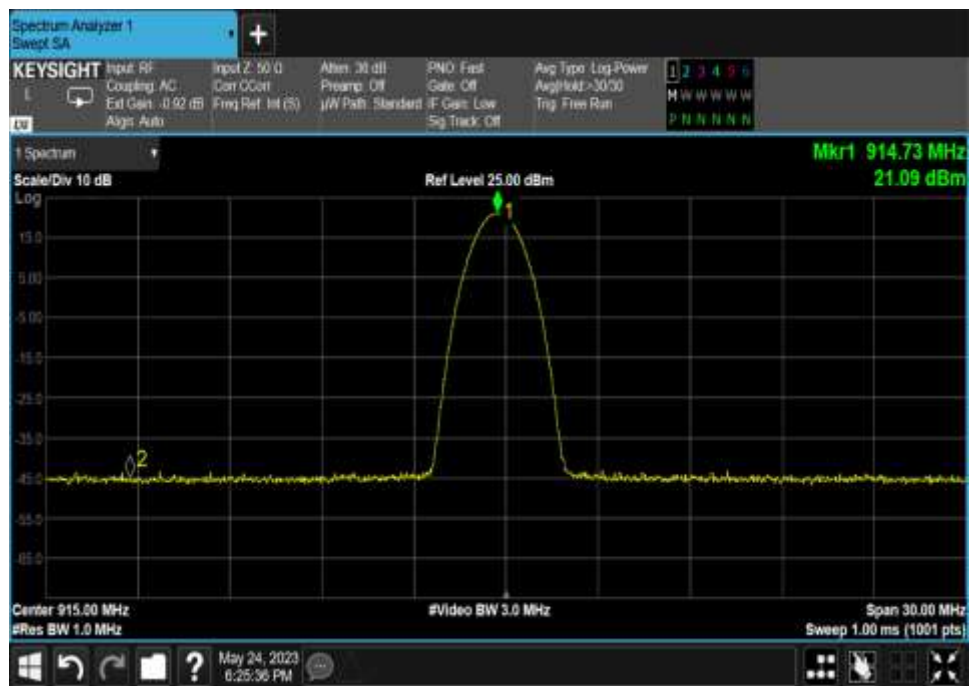 Spectrum Analyzer 1
Swept SA
+
KEYSIGHT
L
Input: RF
Coupling: AC
Ext Gain: -0.92 dB
Align: Auto
Input Z: 50 Ω
Corr CCorr
Freq Ref: Int (S)
Atten: 30 dB
Preamp: Off
µW Path: Standard
PNO: Fast
Gate: Off
IF Gain: Low
Sig Track: Off
Avg Type: Log-Power
Avg|Hold:>30/30
Trig: Free Run
1 2 3 4 5 6
M W W W W W
P N N N N N
1 Spectrum
Mkr1 914.73 MHz
Scale/Div 10 dB
Ref Level 25.00 dBm
21.09 dBm
Log
1
15.0
5.00
-5.00
-15.0
-25.0
-35.0
2
-45.0
-55.0
-65.0
Center 915.00 MHz
#Video BW 3.0 MHz
Span 30.00 MHz
#Res BW 1.0 MHz
Sweep 1.00 ms (1001 pts)
?
May 24, 2023
6:25:36 PM